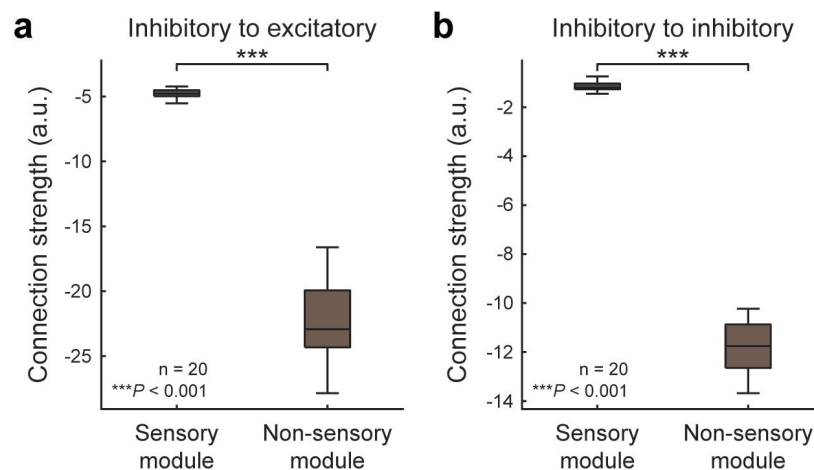 a
Inhibitory to excitatory
***
Connection strength (a.u.)
-5
-10
-15
-20
-25
n = 20
***P < 0.001
Sensory
module
Non-sensory
module
b
Inhibitory to inhibitory
***
Connection strength (a.u.)
-2
-4
-6
-8
-10
-12
-14
n = 20
***P < 0.001
Sensory
module
Non-sensory
module